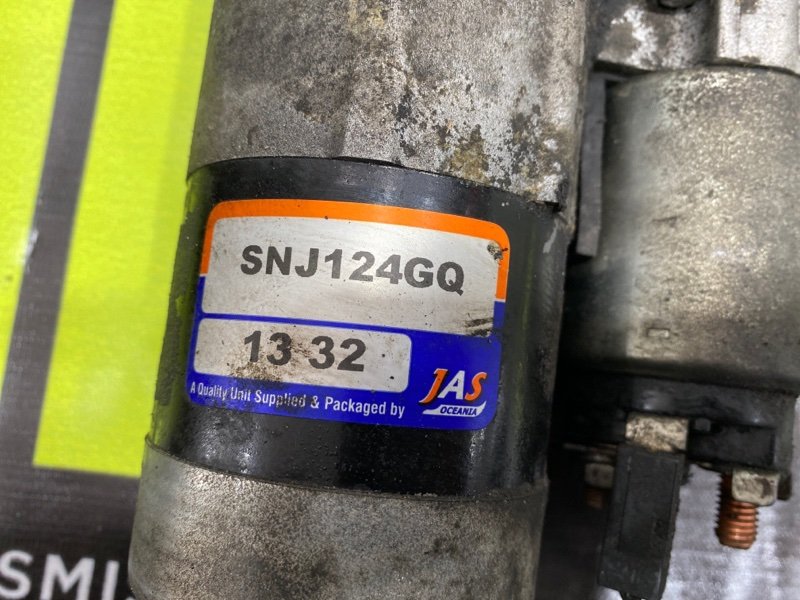 SNJ124GQ
13 32
A Quality Unit Supplied & Packaged by
JAS
OCEANIA
SMI